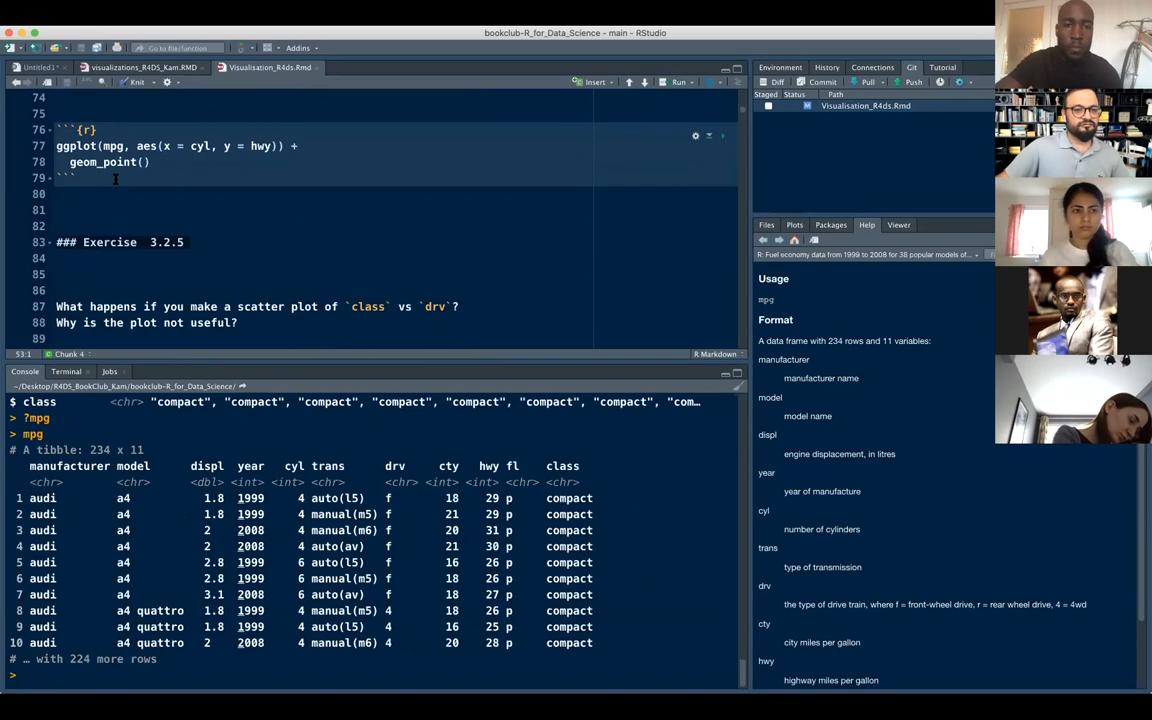 bookclub-R_for_Data_Science - main - RStudio
Go to file/function
Addins
Untitled1*
visualizations_R4DS_Kam.RMD
Visualisation_R4ds.Rmd
Knit
Insert
Run
74
75
76 ```{r}
77 ggplot(mpg, aes(x = cyl, y = hwy)) +
78 geom_point()
79 ```
80
81
82
83 ### Exercise 3.2.5
84
85
86
87 What happens if you make a scatter plot of `class` vs `drv`?
88 Why is the plot not useful?
89
53:1 Chunk 4 R Markdown
Console Terminal Jobs
~/Desktop/R4DS_BookClub_Kam/bookclub-R_for_Data_Science/
$ class <chr> "compact", "compact", "compact", "compact", "compact", "compact", "compact", "com…
> ?mpg
> mpg
# A tibble: 234 x 11
manufacturer model displ year cyl trans drv cty hwy fl class
<chr> <chr> <dbl> <int> <int> <chr> <chr> <int> <int> <chr> <chr>
1 audi a4 1.8 1999 4 auto(l5) f 18 29 p compact
2 audi a4 1.8 1999 4 manual(m5) f 21 29 p compact
3 audi a4 2 2008 4 manual(m6) f 20 31 p compact
4 audi a4 2 2008 4 auto(av) f 21 30 p compact
5 audi a4 2.8 1999 6 auto(l5) f 16 26 p compact
6 audi a4 2.8 1999 6 manual(m5) f 18 26 p compact
7 audi a4 3.1 2008 6 auto(av) f 18 27 p compact
8 audi a4 quattro 1.8 1999 4 manual(m5) 4 18 26 p compact
9 audi a4 quattro 1.8 1999 4 auto(l5) 4 16 25 p compact
10 audi a4 quattro 2 2008 4 manual(m6) 4 20 28 p compact
# … with 224 more rows
>
Environment History Connections Git Tutorial
Diff Commit Pull Push
Staged Status Path
M Visualisation_R4ds.Rmd
Files Plots Packages Help Viewer
R: Fuel economy data from 1999 to 2008 for 38 popular models of...
Usage
mpg
Format
A data frame with 234 rows and 11 variables:
manufacturer
manufacturer name
model
model name
displ
engine displacement, in litres
year
year of manufacture
cyl
number of cylinders
trans
type of transmission
drv
the type of drive train, where f = front-wheel drive, r = rear wheel drive, 4 = 4wd
cty
city miles per gallon
hwy
highway miles per gallon